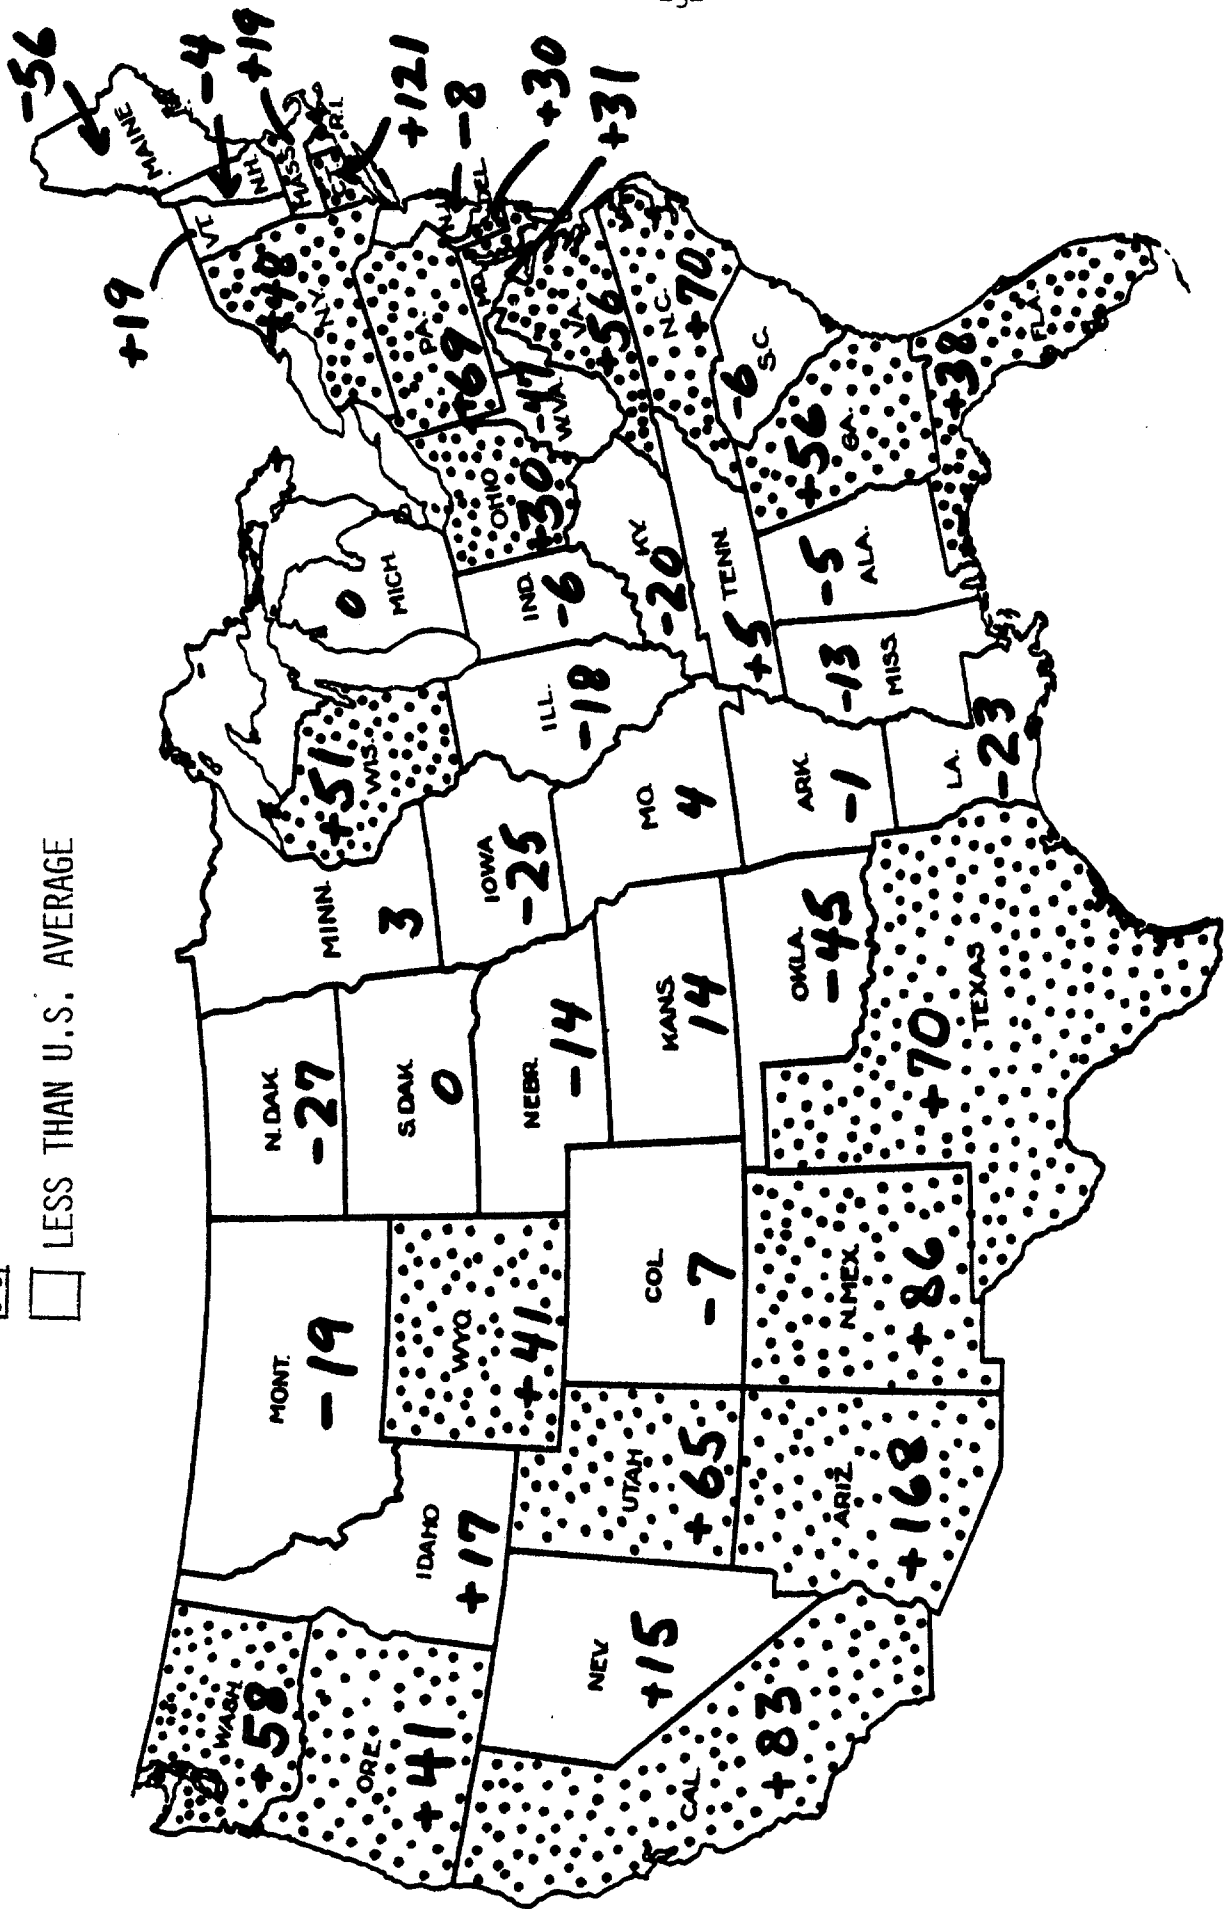 -3-
LESS THAN U.S. AVERAGE
WASH.
+58
ORE.
+41
CAL.
+83
NEV.
+15
IDAHO
+17
MONT.
-19
WYO.
+41
UTAH
+65
ARIZ.
+168
COL.
-7
N.MEX.
+86
N.DAK.
-27
S.DAK.
0
NEBR.
-14
KANS.
14
OKLA.
-45
TEXAS
+70
MINN.
3
IOWA
-25
MO.
4
ARK.
-1
LA.
-23
WIS.
+51
ILL.
-18
MICH.
0
IND.
-6
OHIO
+30
KY.
-20
TENN.
+5
MISS.
-13
ALA.
-5
GA.
+56
FLA.
+38
S.C.
-6
N.C.
+70
VA.
+56
W.VA.
-47
PA.
+69
N.Y.
+48
VT.
+19
N.H.
-4
MAINE
-56
MASS.
+19
CT.
R.I.
+121
N.J.
-8
DEL.
+30
MD.
+31